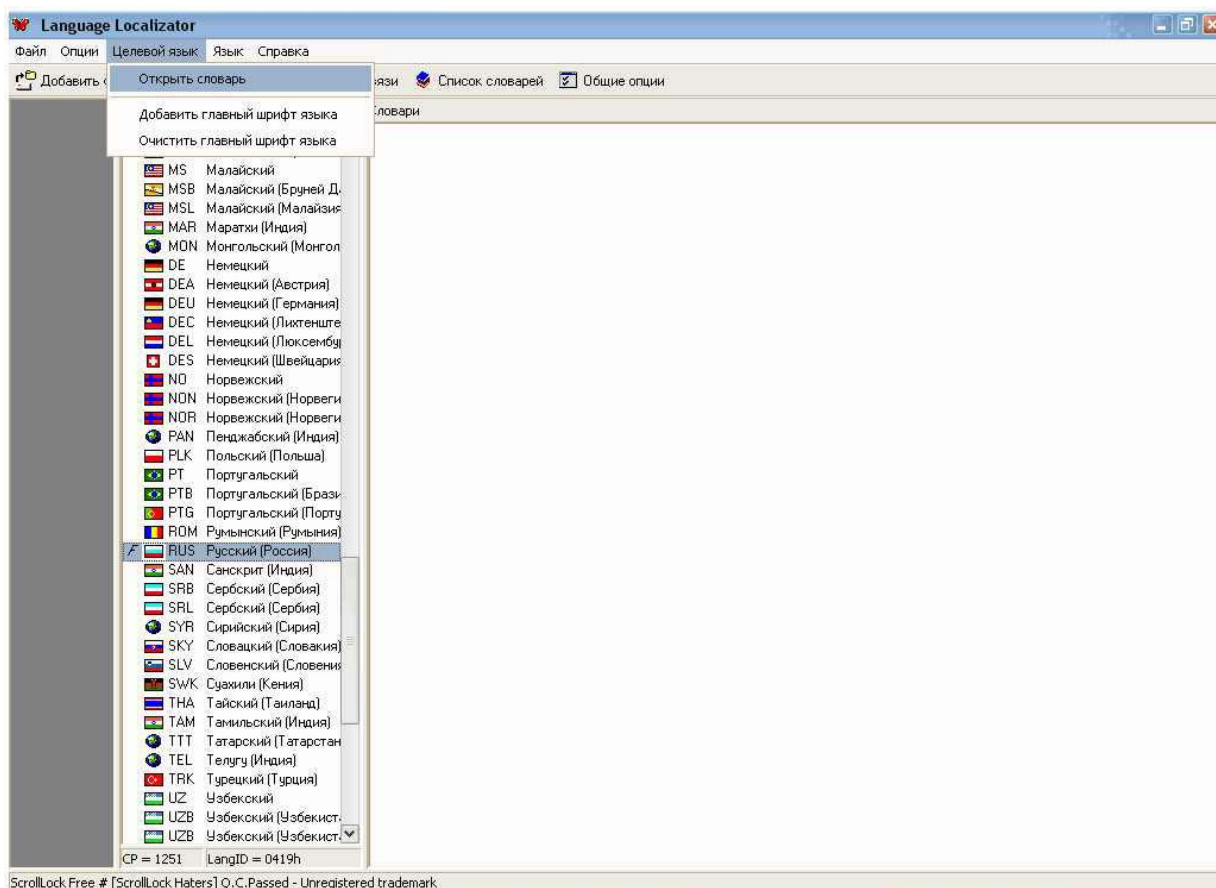 Language Localizator
Файл Опции Целевой язык Язык Справка
Добавить Список словарей Общие опции
Открыть словарь
Добавить главный шрифт языка
Очистить главный шрифт языка
MS Малайский
MSB Малайский (Бруней Д
MSL Малайский (Малайзия
MAR Маратхи (Индия)
MON Монгольский (Монгол
DE Немецкий
DEA Немецкий (Австрия)
DEU Немецкий (Германия)
DEC Немецкий (Лихтенште
DEL Немецкий (Люксембу
DES Немецкий (Швейцария
NO Норвежский
NON Норвежский (Норвеги
NOR Норвежский (Норвеги
PAN Пенджабский (Индия)
PLK Польский (Польша)
PT Португальский
PTB Португальский (Брази
PTG Португальский (Порту
ROM Румынский (Румыния)
F RUS Русский (Россия)
SAN Санскрит (Индия)
SRB Сербский (Сербия)
SRL Сербский (Сербия)
SYR Сирийский (Сирия)
SKY Словацкий (Словакия)
SLV Словенский (Словения
SWK Суахили (Кения)
THA Тайский (Таиланд)
TAM Тамильский (Индия)
TTT Татарский (Татарстан
TEL Телугу (Индия)
TRK Турецкий (Турция)
UZ Узбекский
UZB Узбекский (Узбекист
UZB Узбекский (Узбекист
CP = 1251 LangID = 0419h
ScrollLock Free # [ScrollLock Haters] O.C.Passed - Unregistered trademark